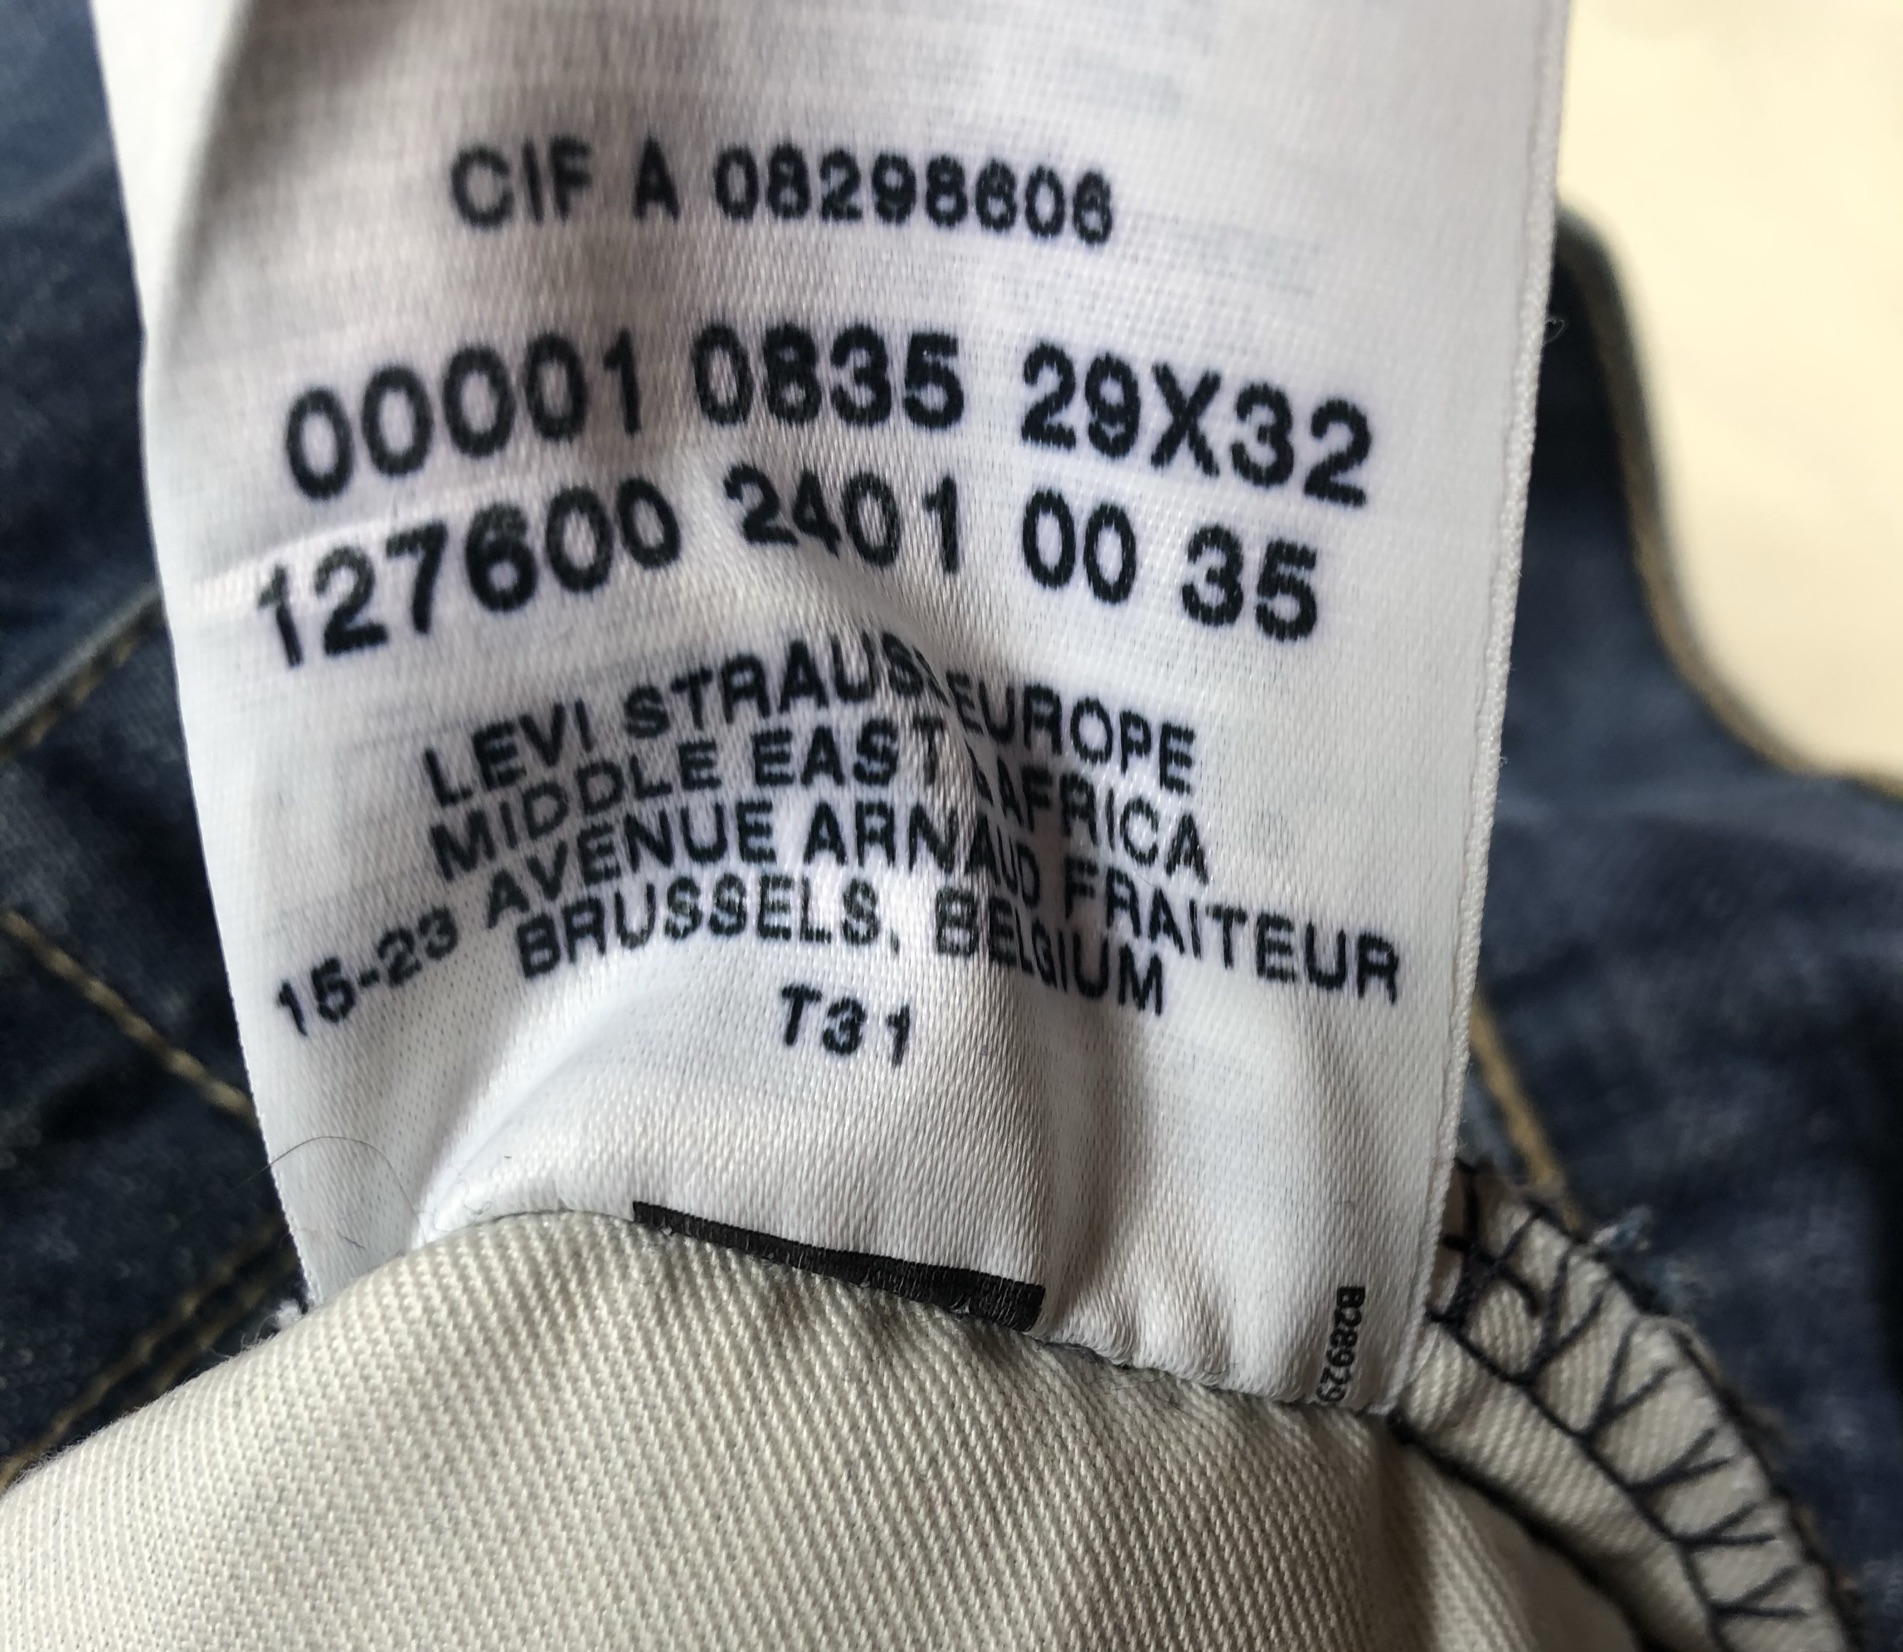 CIF A 08298606
00001 0835 29X32
127600 2401 00 35
LEVI STRAUSS EUROPE
MIDDLE EAST & AFRICA
15-23 AVENUE ARNAUD FRAITEUR
BRUSSELS, BELGIUM
T31
B28929